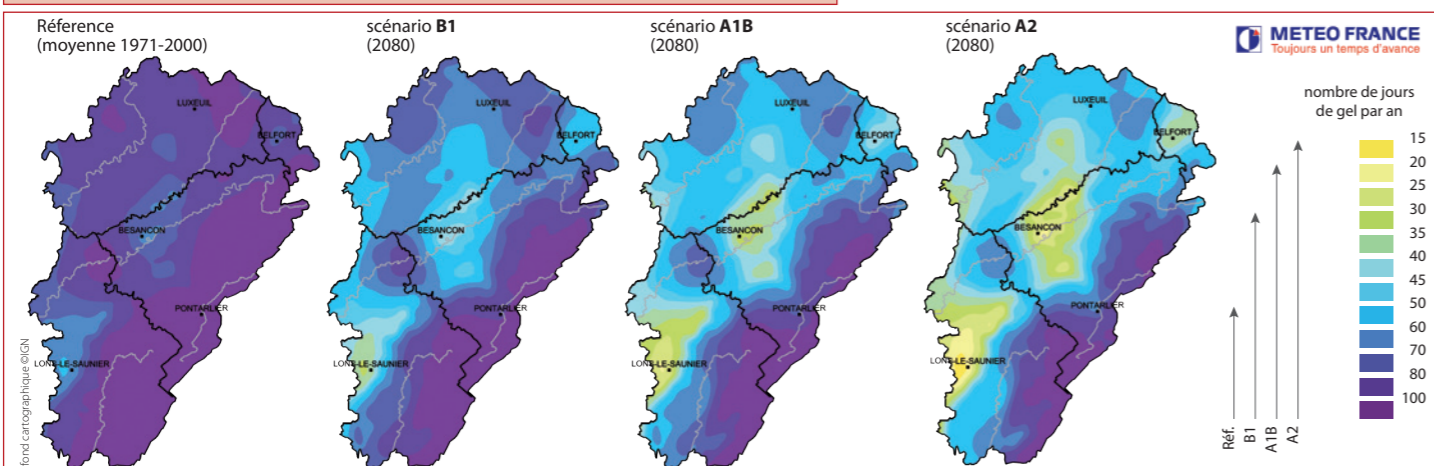 Réference
(moyenne 1971-2000)
scénario B1
(2080)
scénario A1B
(2080)
scénario A2
(2080)
METEO FRANCE
Toujours un temps d'avance
LUXEUIL
BELFORT
BESANCON
PONTARLIER
LONS-LE-SAUNIER
LUXEUIL
BELFORT
BESANCON
PONTARLIER
LONS-LE-SAUNIER
LUXEUIL
BELFORT
BESANCON
PONTARLIER
LONS-LE-SAUNIER
LUXEUIL
BELFORT
BESANCON
PONTARLIER
LONS-LE-SAUNIER
nombre de jours
de gel par an
15
20
25
30
35
40
45
50
60
70
80
100
Réf.
B1
A1B
A2
fond cartographique ©IGN